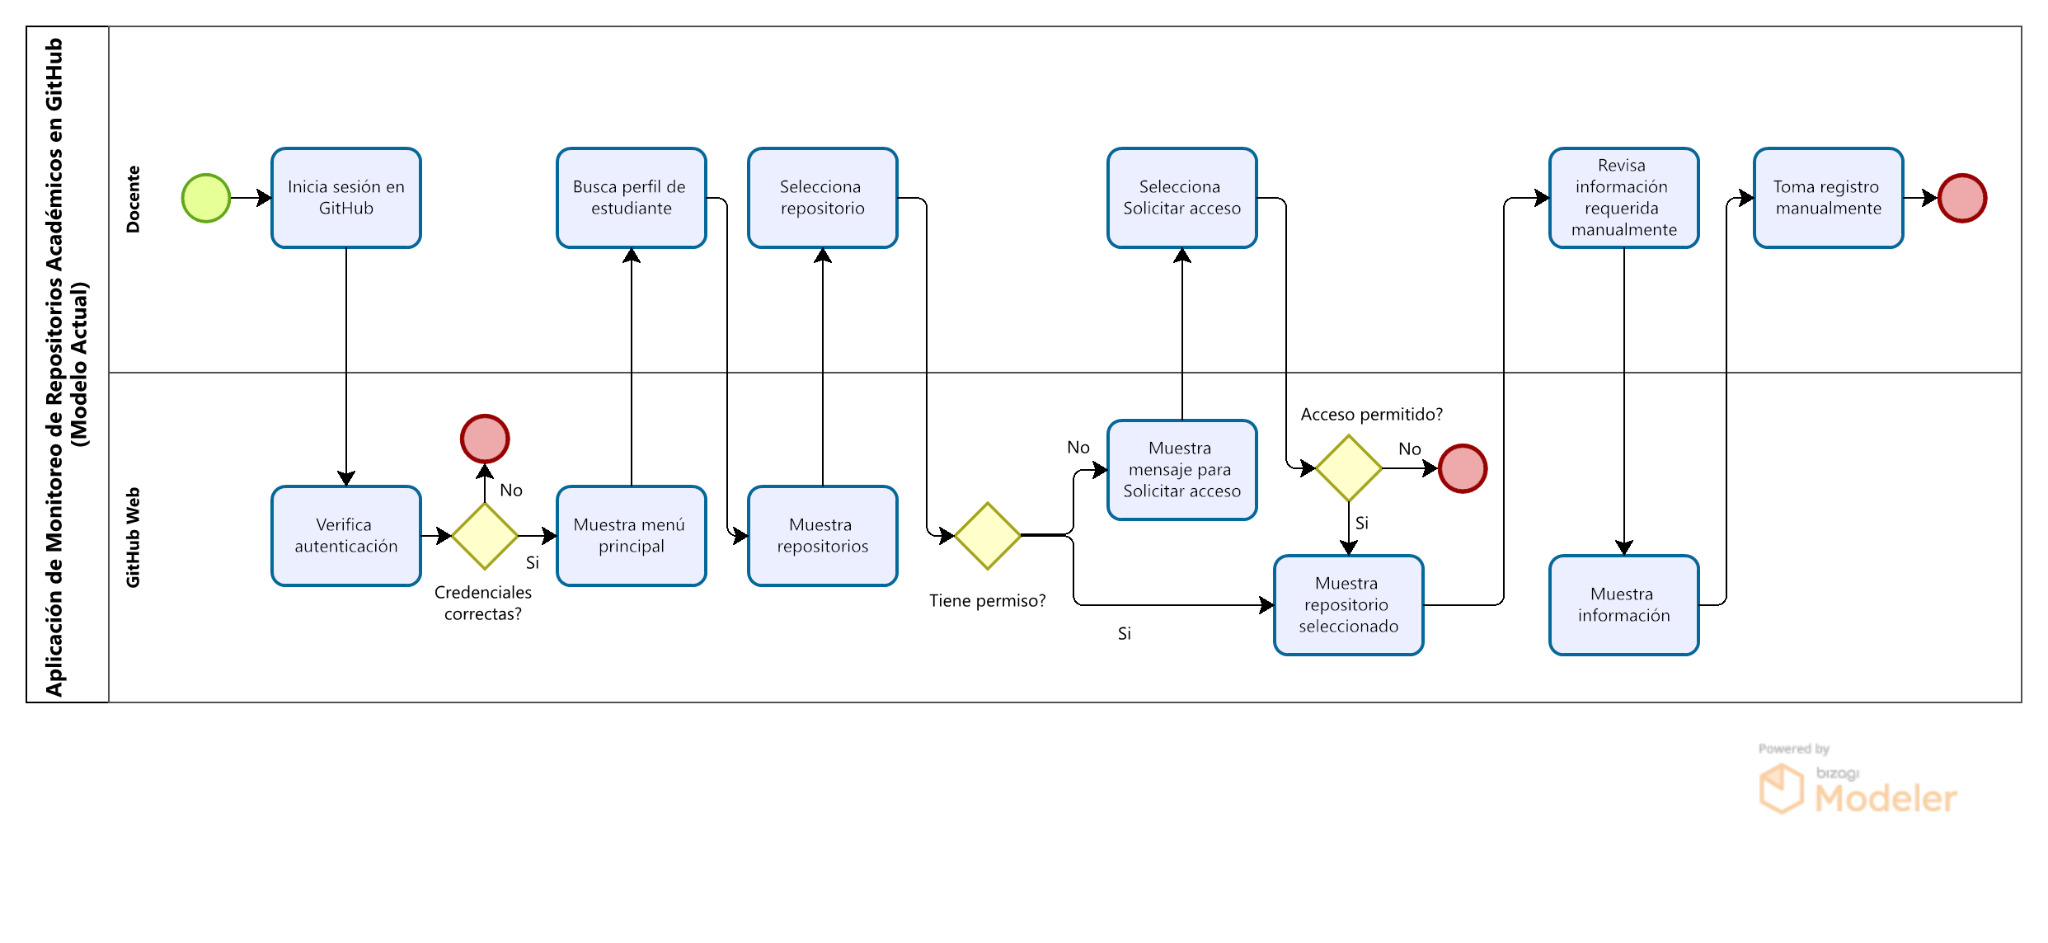 Aplicación de Monitoreo de Repositorios Académicos en GitHub
(Modelo Actual)
Docente
Inicia sesión en
GitHub
Busca perfil de
estudiante
Selecciona
repositorio
Selecciona
Solicitar acceso
Revisa
información
requerida
manualmente
Toma registro
manualmente
GitHub Web
Verifica
autenticación
No
Si
Credenciales
correctas?
Muestra menú
principal
Muestra
repositorios
Tiene permiso?
No
Si
Muestra
mensaje para
Solicitar acceso
Acceso permitido?
No
Si
Muestra
repositorio
seleccionado
Muestra
información
Powered by
bizagi
Modeler